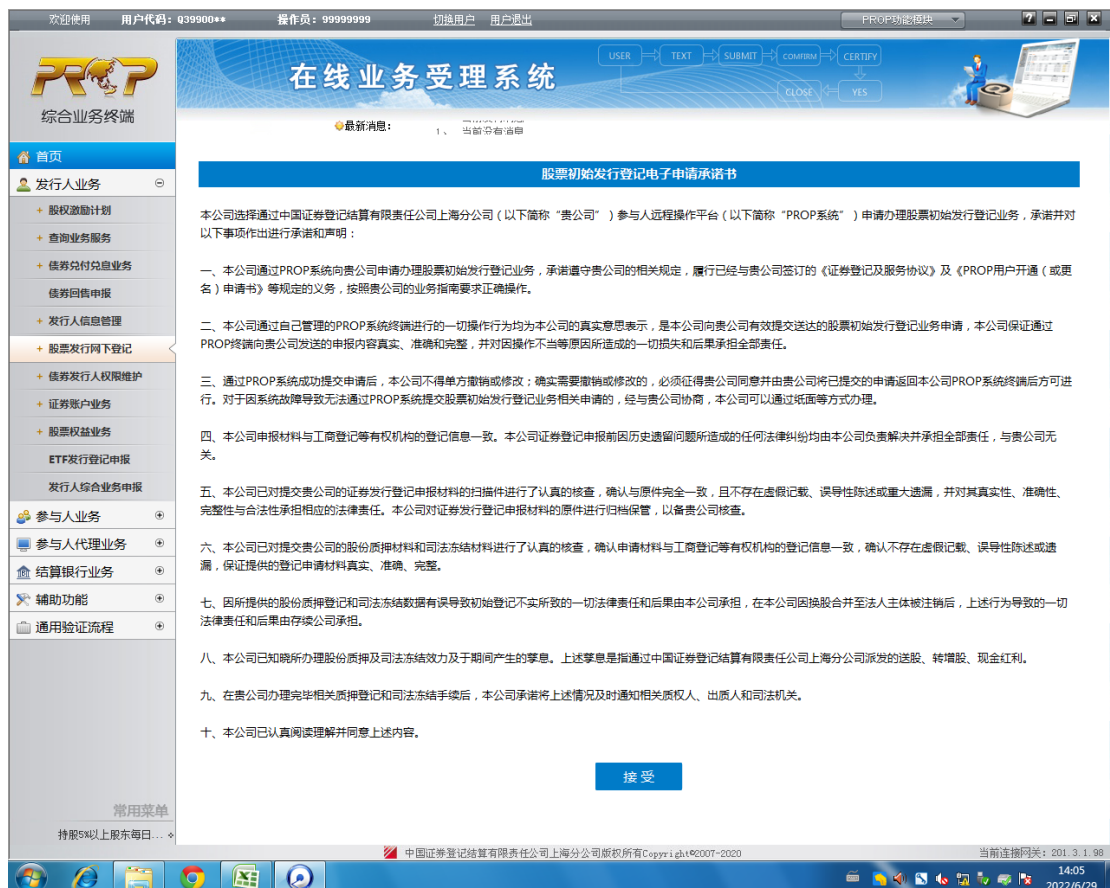 欢迎使用 用户代码：Q39900** 操作员：99999999 切换用户 用户退出 PROP功能模块
PROP
综合业务终端
在线业务受理系统
USER TEXT SUBMIT COMFIRM CERTIFY
CLOSE YES
最新消息：
1、 当前没有消息
首页
发行人业务
+ 股权激励计划
+ 查询业务服务
+ 债券兑付兑息业务
债券回售申报
+ 发行人信息管理
+ 股票发行网下登记
+ 债券发行人权限维护
+ 证券账户业务
+ 股票权益业务
ETF发行登记申报
发行人综合业务申报
参与人业务
参与人代理业务
结算银行业务
辅助功能
通用验证流程
常用菜单
持股5%以上股东每日...
股票初始发行登记电子申请承诺书
本公司选择通过中国证券登记结算有限责任公司上海分公司（以下简称“贵公司”）参与人远程操作平台（以下简称“PROP系统”）申请办理股票初始发行登记业务，承诺并对
以下事项作出进行承诺和声明：
一、本公司通过PROP系统向贵公司申请办理股票初始发行登记业务，承诺遵守贵公司的相关规定，履行已经与贵公司签订的《证券登记及服务协议》及《PROP用户开通（或更
名）申请书》等规定的义务，按照贵公司的业务指南要求正确操作。
二、本公司通过自己管理的PROP系统终端进行的一切操作行为均为本公司的真实意思表示，是本公司向贵公司有效提交送达的股票初始发行登记业务申请，本公司保证通过
PROP终端向贵公司发送的申报内容真实、准确和完整，并对因操作不当等原因所造成的一切损失和后果承担全部责任。
三、通过PROP系统成功提交申请后，本公司不得单方撤销或修改；确实需要撤销或修改的，必须征得贵公司同意并由贵公司将已提交的申请返回本公司PROP系统终端后方可进
行。对于因系统故障导致无法通过PROP系统提交股票初始发行登记业务相关申请的，经与贵公司协商，本公司可以通过纸面等方式办理。
四、本公司申报材料与工商登记等有权机构的登记信息一致。本公司证券登记申报前因历史遗留问题所造成的任何法律纠纷均由本公司负责解决并承担全部责任，与贵公司无
关。
五、本公司已对提交贵公司的证券发行登记申报材料的扫描件进行了认真的核查，确认与原件完全一致，且不存在虚假记载、误导性陈述或重大遗漏，并对其真实性、准确性、
完整性与合法性承担相应的法律责任。本公司对证券发行登记申报材料的原件进行归档保管，以备贵公司核查。
六、本公司已对提交贵公司的股份质押材料和司法冻结材料进行了认真的核查，确认申请材料与工商登记等有权机构的登记信息一致，确认不存在虚假记载、误导性陈述或遗
漏，保证提供的登记申请材料真实、准确、完整。
七、因所提供的股份质押登记和司法冻结数据有误导致初始登记不实所致的一切法律责任和后果由本公司承担，在本公司因换股合并至法人主体被注销后，上述行为导致的一切
法律责任和后果由存续公司承担。
八、本公司已知晓所办理股份质押及司法冻结效力及于期间产生的孳息。上述孳息是指通过中国证券登记结算有限责任公司上海分公司派发的送股、转增股、现金红利。
九、在贵公司办理完毕相关质押登记和司法冻结手续后，本公司承诺将上述情况及时通知相关质权人、出质人和司法机关。
十、本公司已认真阅读理解并同意上述内容。
接受
中国证券登记结算有限责任公司上海分公司版权所有Copyright©2007-2020 当前连接网关：201.3.1.98
14:05
2022/6/29